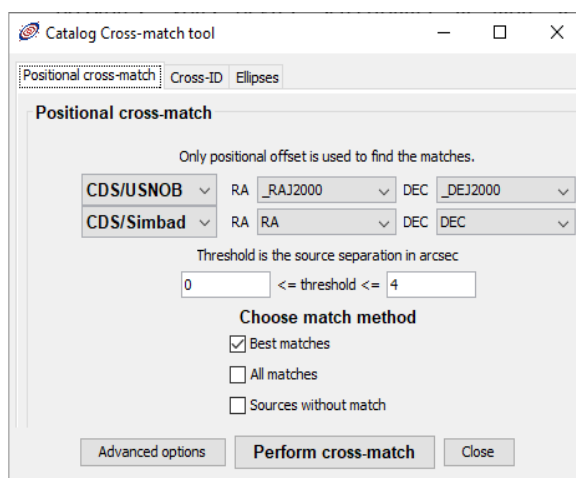 Catalog Cross-match tool
Positional cross-match Cross-ID Ellipses
Positional cross-match
Only positional offset is used to find the matches.
CDS/USNOB RA _RAJ2000 DEC _DEJ2000
CDS/Simbad RA RA DEC DEC
Threshold is the source separation in arcsec
0 <= threshold <= 4
Choose match method
Best matches
All matches
Sources without match
Advanced options Perform cross-match Close